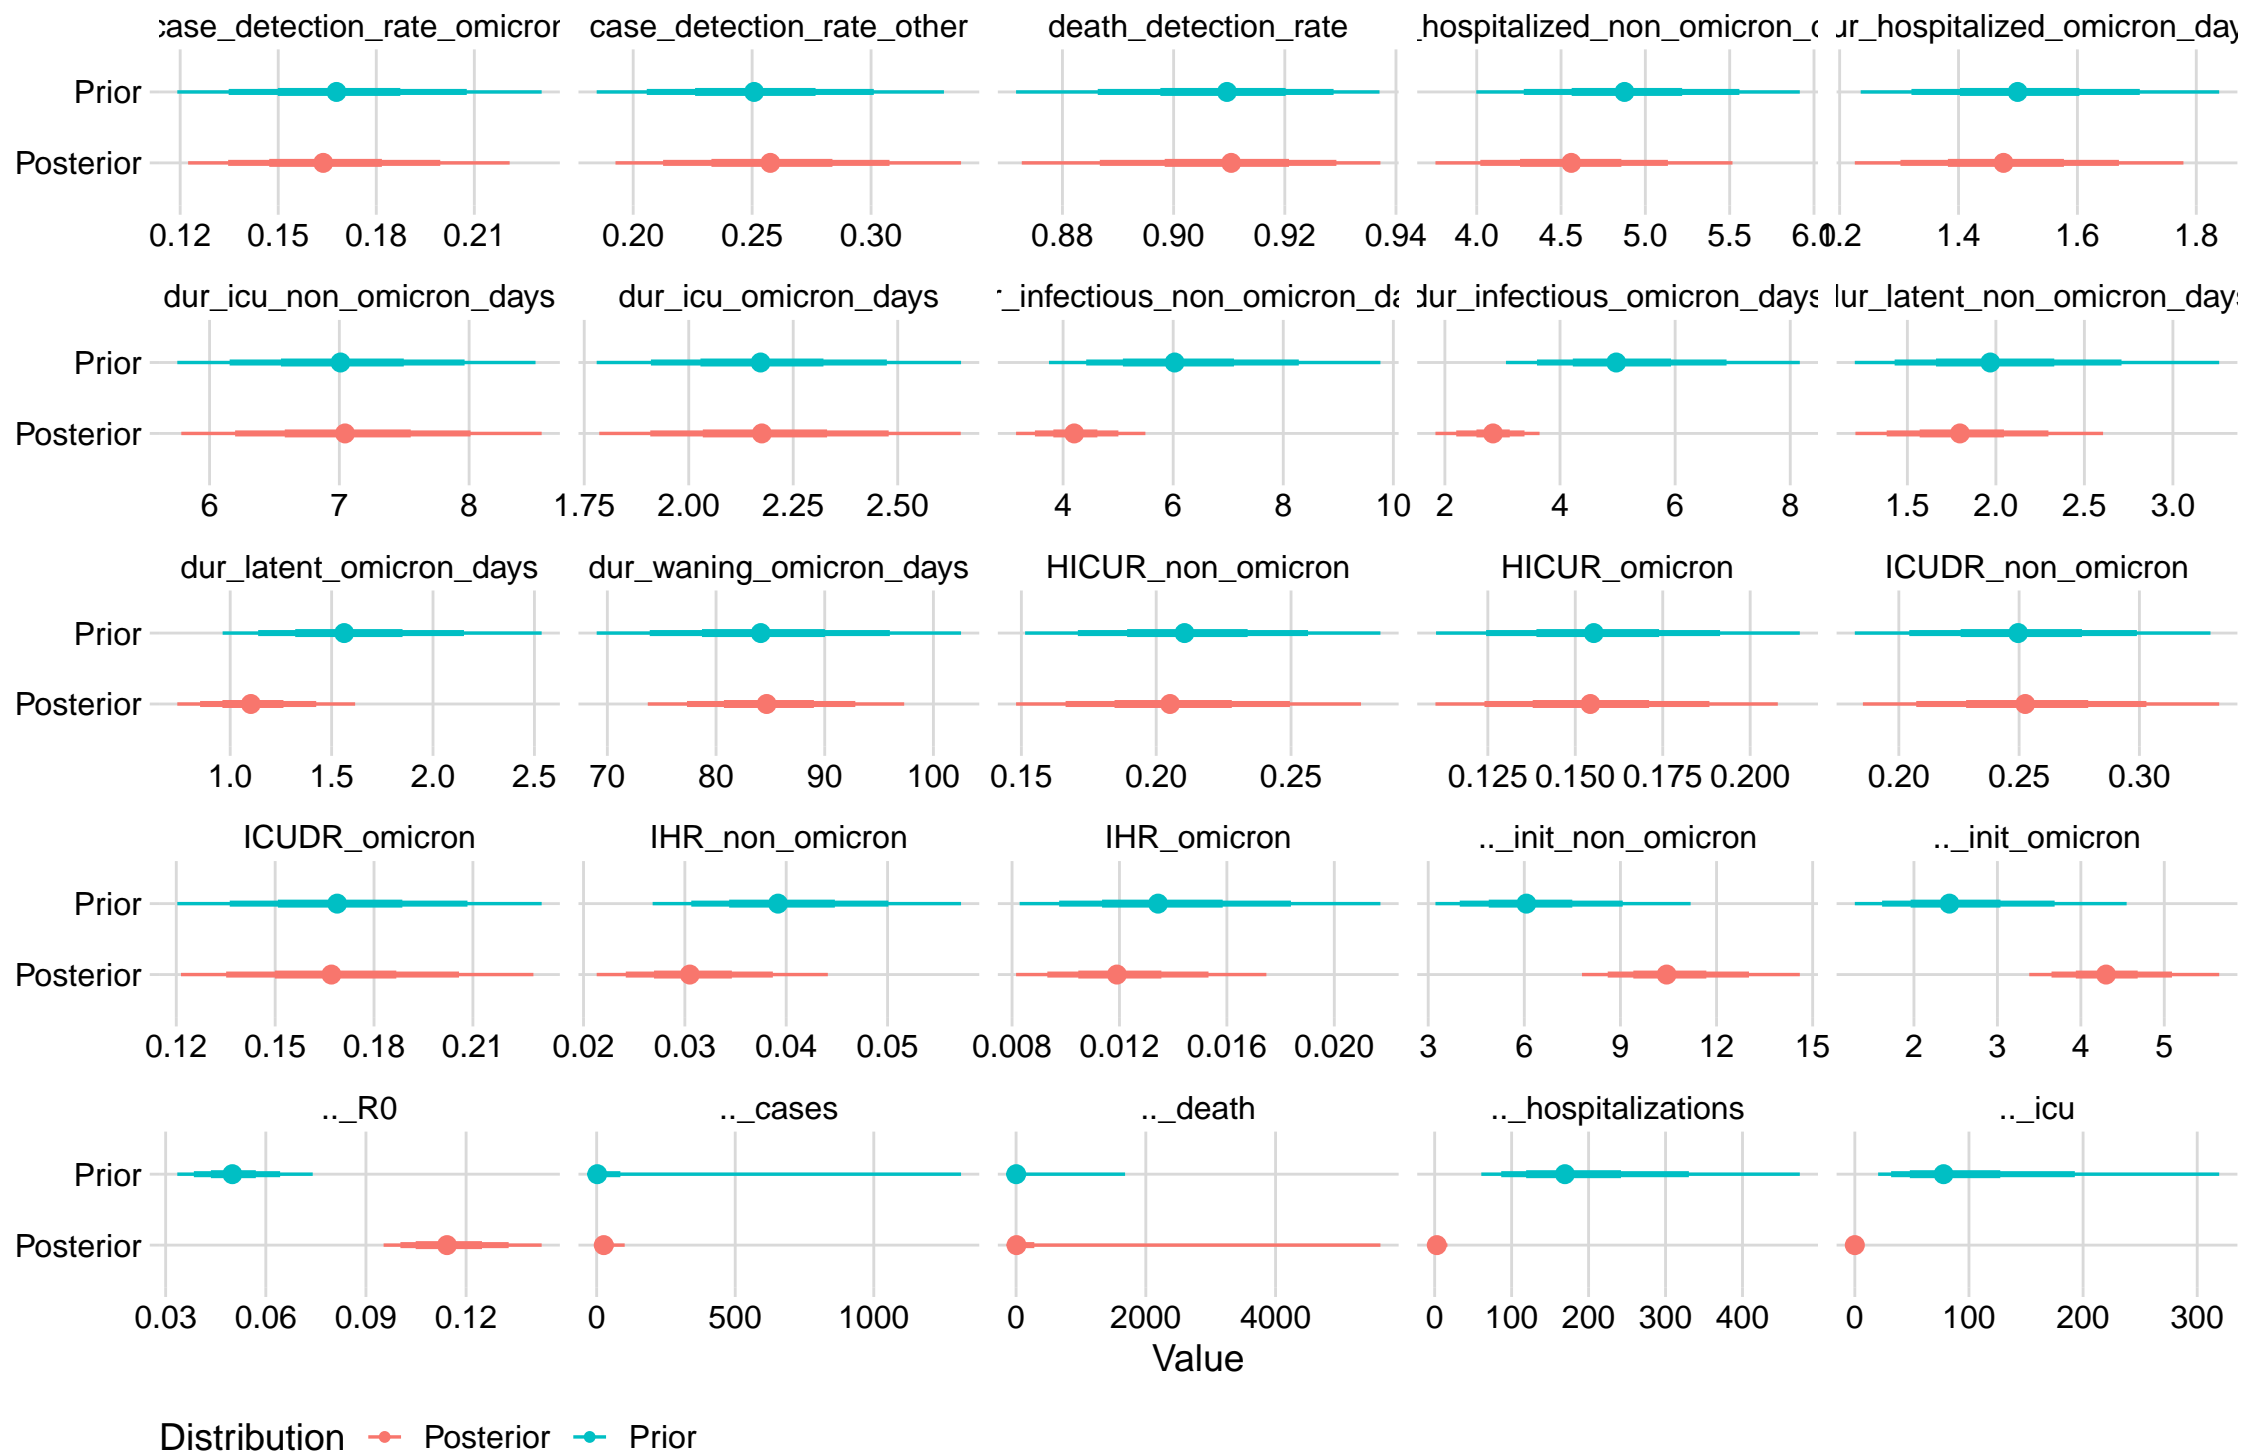 case_detection_rate_omicron case_detection_rate_other death_detection_rate _hospitalized_non_omicron_d ur_hospitalized_omicron_day
Prior
Posterior
0.12 0.15 0.18 0.21 0.20 0.25 0.30 0.88 0.90 0.92 0.94 4.0 4.5 5.0 5.5 6.0 1.2 1.4 1.6 1.8
dur_icu_non_omicron_days dur_icu_omicron_days r_infectious_non_omicron_da dur_infectious_omicron_days dur_latent_non_omicron_days
Prior
Posterior
6 7 8 1.75 2.00 2.25 2.50 4 6 8 10 2 4 6 8 1.5 2.0 2.5 3.0
dur_latent_omicron_days dur_waning_omicron_days HICUR_non_omicron HICUR_omicron ICUDR_non_omicron
Prior
Posterior
1.0 1.5 2.0 2.5 70 80 90 100 0.15 0.20 0.25 0.125 0.150 0.175 0.200 0.20 0.25 0.30
ICUDR_omicron IHR_non_omicron IHR_omicron .._init_non_omicron .._init_omicron
Prior
Posterior
0.12 0.15 0.18 0.21 0.02 0.03 0.04 0.05 0.008 0.012 0.016 0.020 3 6 9 12 15 2 3 4 5
.._R0 .._cases .._death .._hospitalizations .._icu
Prior
Posterior
0.03 0.06 0.09 0.12 0 500 1000 0 2000 4000 0 100 200 300 400 0 100 200 300
Value
Distribution Posterior Prior